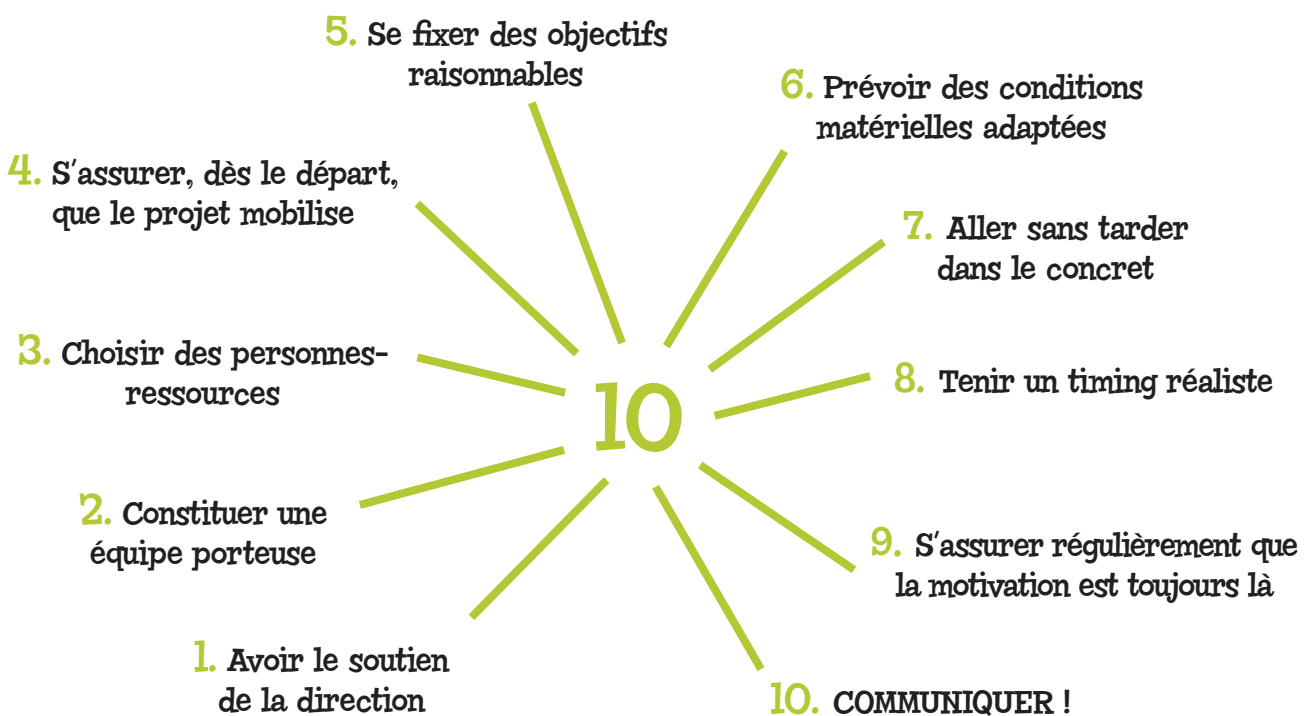 5. Se fixer des objectifs
raisonnables
6. Prévoir des conditions
matérielles adaptées
4. S'assurer, dès le départ,
que le projet mobilise
7. Aller sans tarder
dans le concret
3. Choisir des personnes-
ressources
8. Tenir un timing réaliste
10
2. Constituer une
équipe porteuse
9. S'assurer régulièrement que
la motivation est toujours là
1. Avoir le soutien
de la direction
10. COMMUNIQUER !